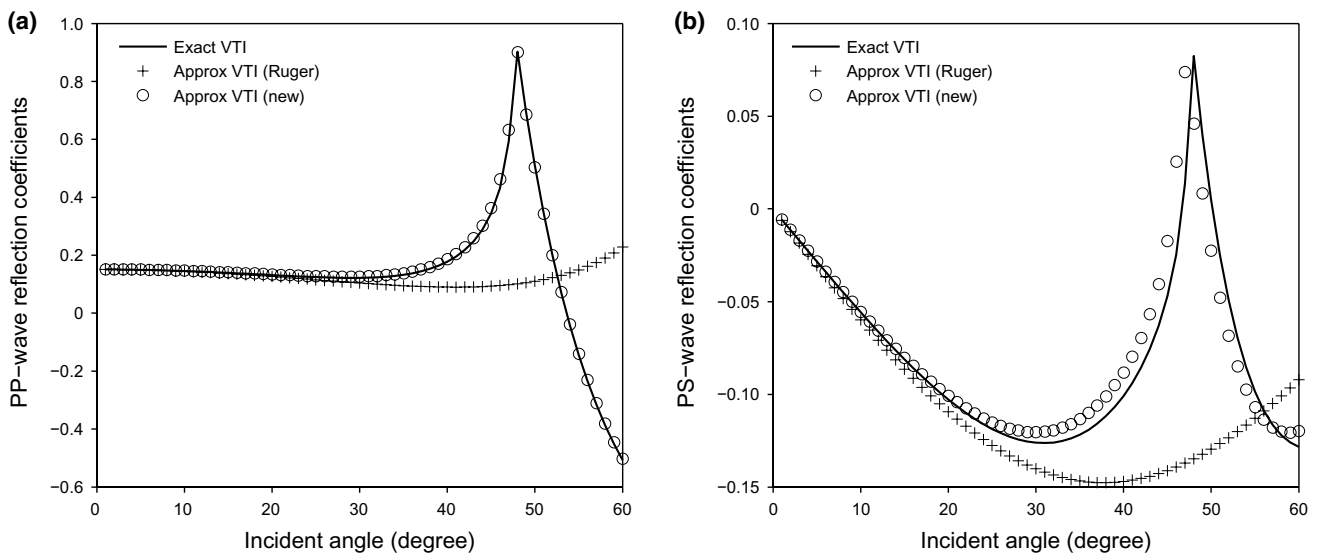 (a)
1.0
0.8
0.6
0.4
0.2
0
−0.2
−0.4
−0.6
PP−wave reflection coefficients
Exact VTI
Approx VTI (Ruger)
Approx VTI (new)
0 10 20 30 40 50 60
Incident angle (degree)
(b)
0.10
0.05
0
−0.05
−0.10
−0.15
PS−wave reflection coefficients
Exact VTI
Approx VTI (Ruger)
Approx VTI (new)
0 10 20 30 40 50 60
Incident angle (degree)